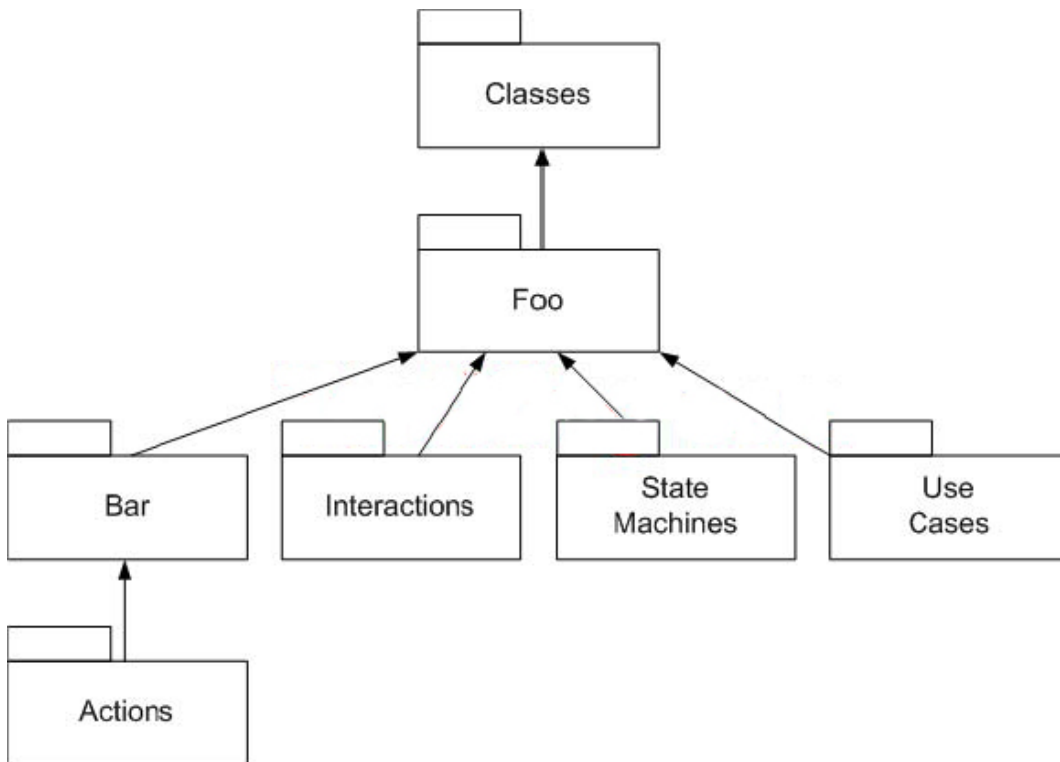 Classes
Foo
Bar
Interactions
State
Machines
Use
Cases
Actions